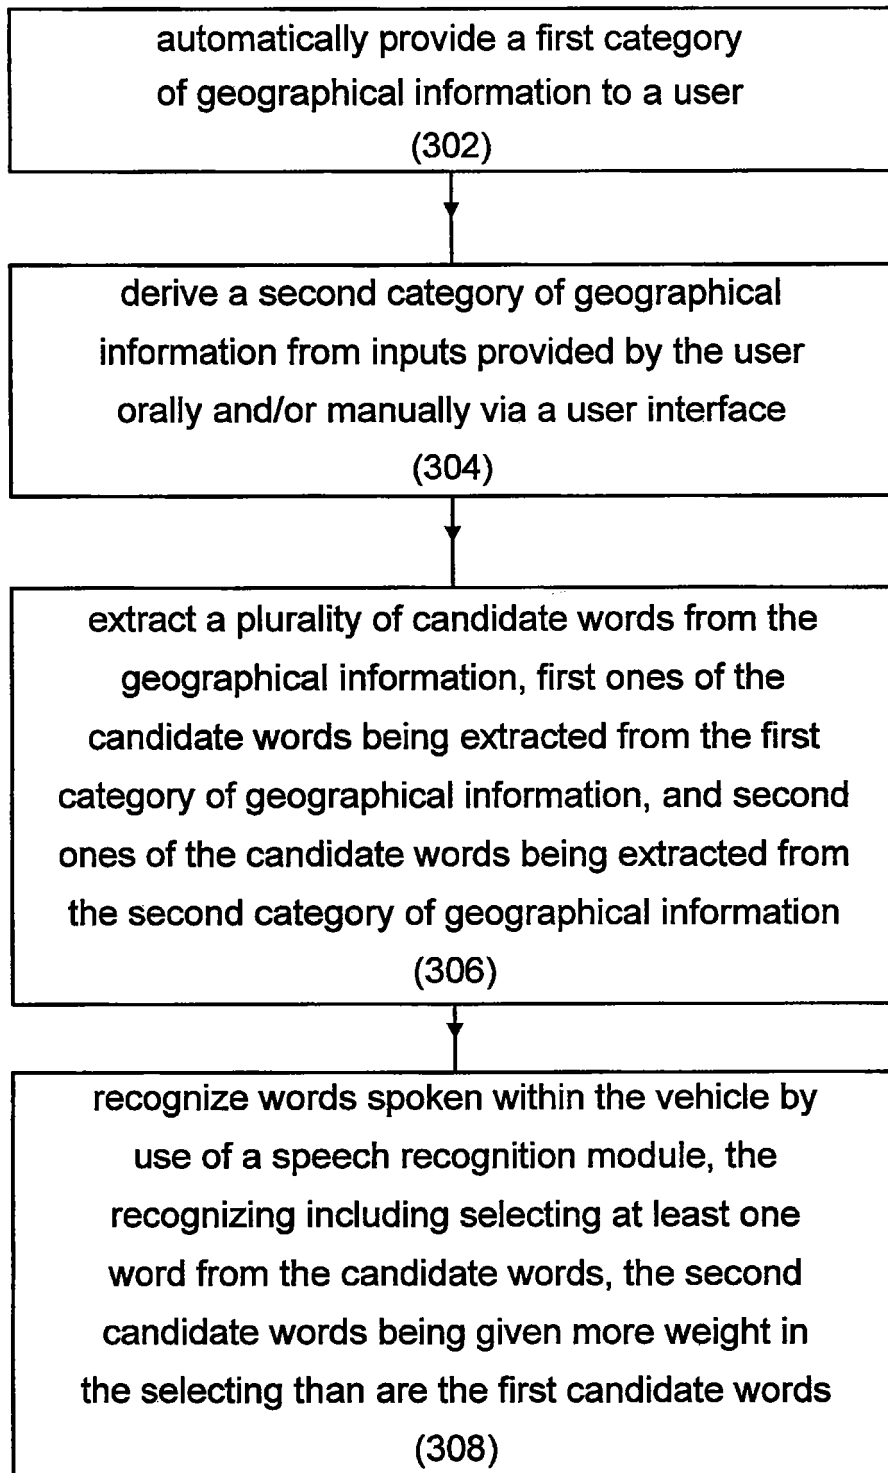 automatically provide a first category
of geographical information to a user
(302)
derive a second category of geographical
information from inputs provided by the user
orally and/or manually via a user interface
(304)
extract a plurality of candidate words from the
geographical information, first ones of the
candidate words being extracted from the first
category of geographical information, and second
ones of the candidate words being extracted from
the second category of geographical information
(306)
recognize words spoken within the vehicle by
use of a speech recognition module, the
recognizing including selecting at least one
word from the candidate words, the second
candidate words being given more weight in
the selecting than are the first candidate words
(308)